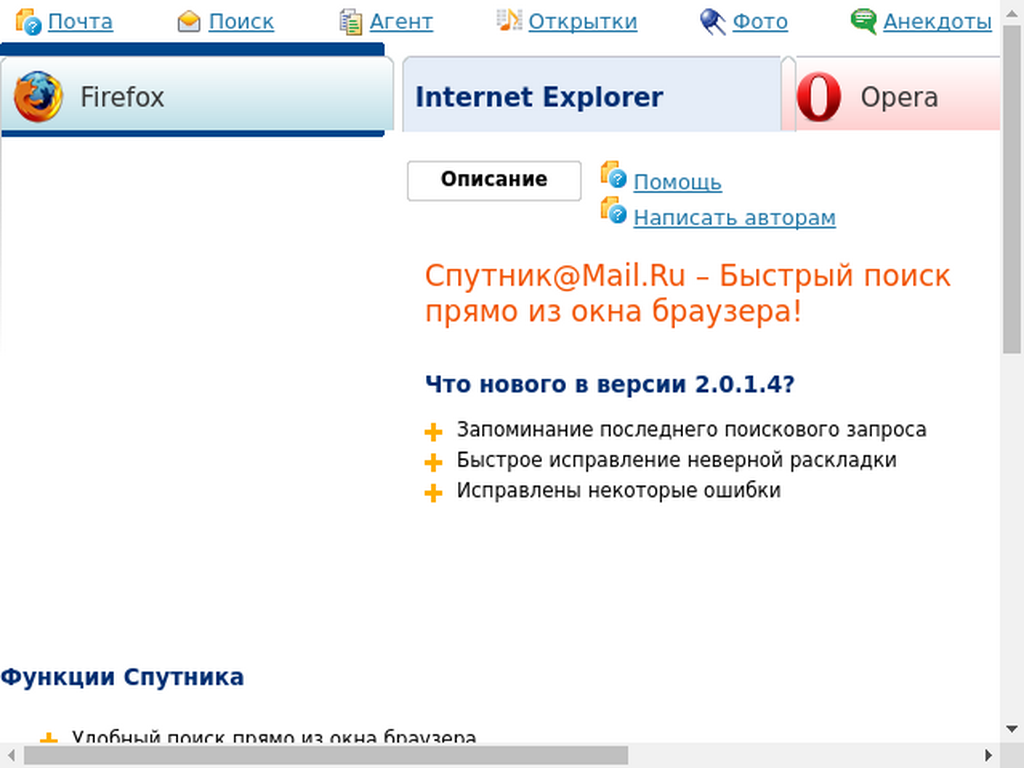 Почта Поиск Агент Открытки Фото Анекдоты
Firefox Internet Explorer Opera
Описание
Помощь
Написать авторам
Спутник@Mail.Ru – Быстрый поиск
прямо из окна браузера!
Что нового в версии 2.0.1.4?
Запоминание последнего поискового запроса
Быстрое исправление неверной раскладки
Исправлены некоторые ошибки
Функции Спутника
Удобный поиск прямо из окна браузера